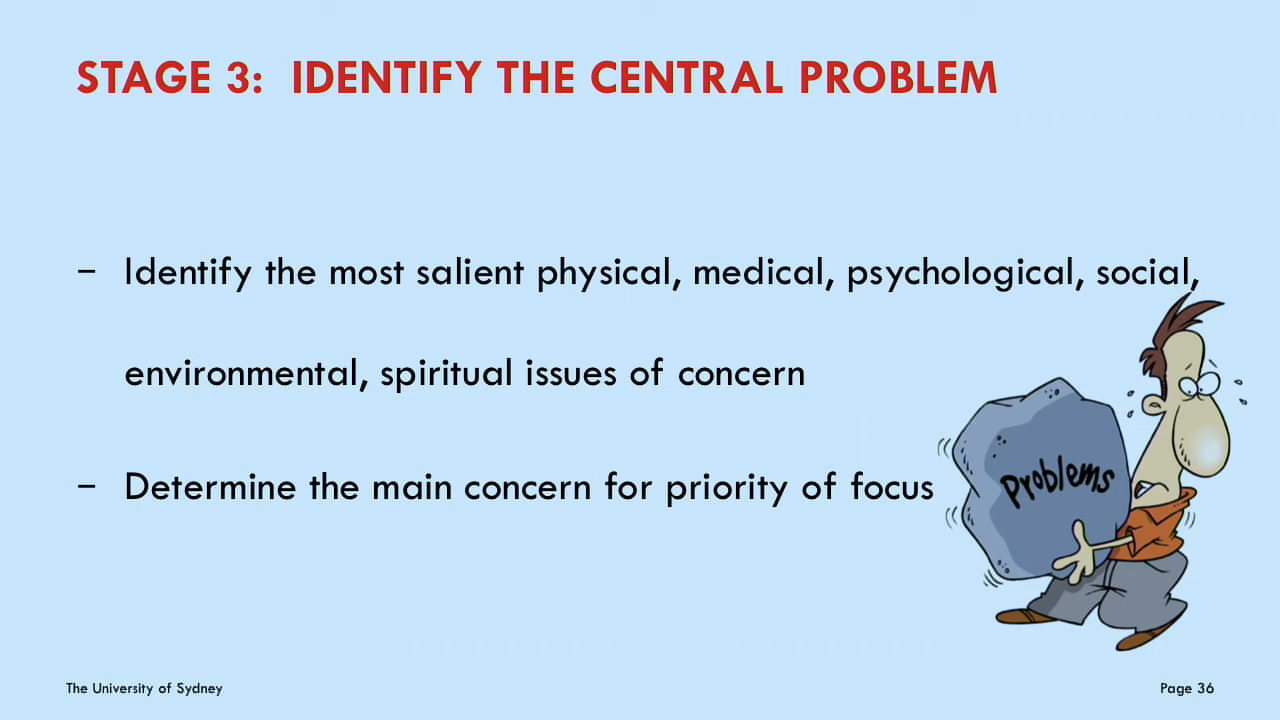 STAGE 3: IDENTIFY THE CENTRAL PROBLEM
– Identify the most salient physical, medical, psychological, social,
environmental, spiritual issues of concern
– Determine the main concern for priority of focus
Problems
The University of Sydney
Page 36